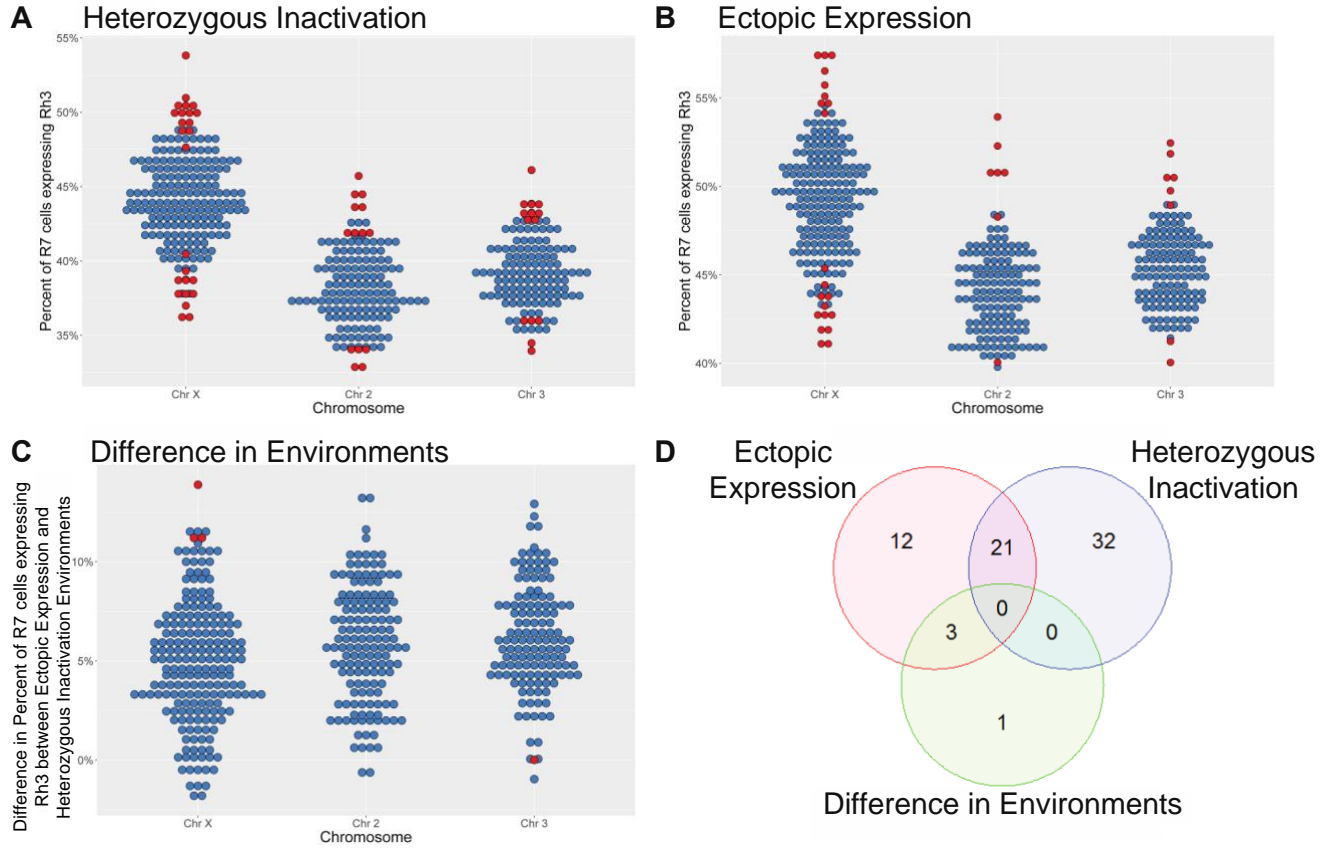 A Heterozygous Inactivation
Percent of R7 cells expressing Rh3
55%
50%
45%
40%
35%
Chr X Chr 2 Chr 3
Chromosome
B Ectopic Expression
Percent of R7 cells expressing Rh3
55%
50%
45%
40%
Chr X Chr 2 Chr 3
Chromosome
C Difference in Environments
Difference in Percent of R7 cells expressing
Rh3 between Ectopic Expression and
Heterozygous Inactivation Environments
10%
5%
0%
Chr X Chr 2 Chr 3
Chromosome
D Ectopic
Expression
Heterozygous
Inactivation
12 21 32
0
3 0
1
Difference in Environments